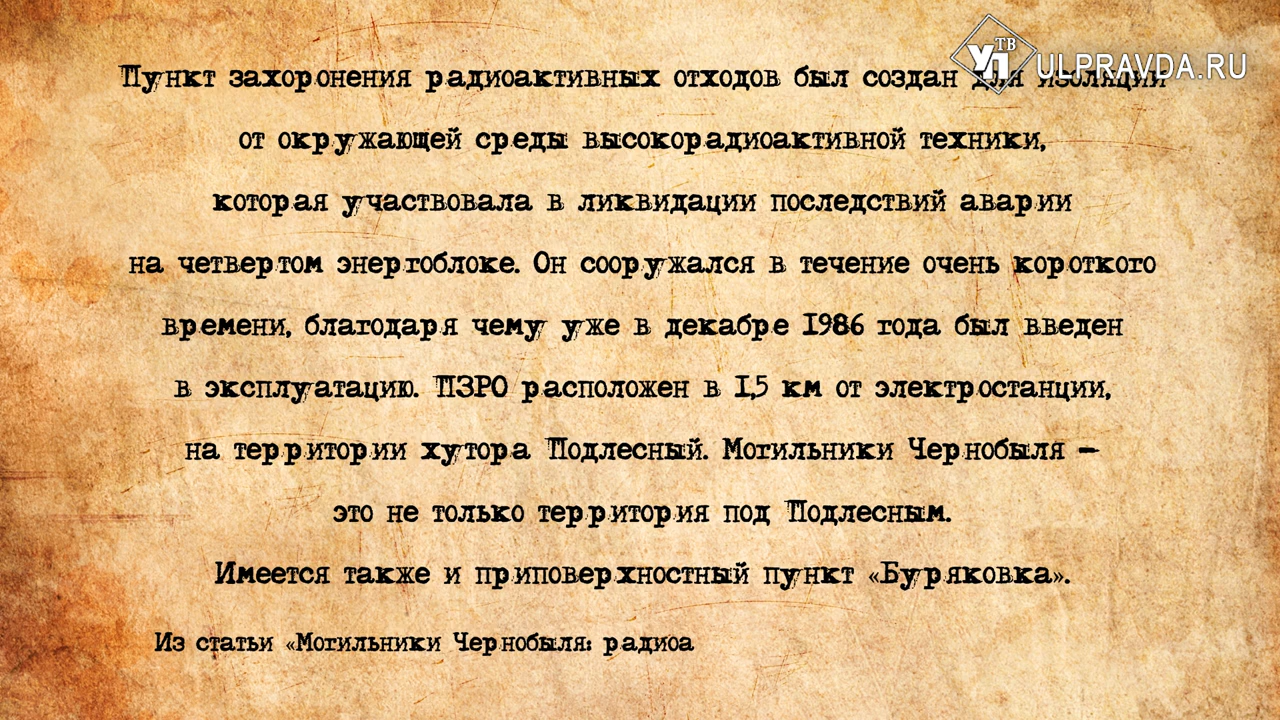 Пункт захоронения радиоактивных отходов был создан для изоляции
от окружающей среды высокорадиоактивной техники,
которая участвовала в ликвидации последствий аварии
на четвертом энергоблоке. Он сооружался в течение очень короткого
времени, благодаря чему уже в декабре 1986 года был введен
в эксплуатацию. ПЗРО расположен в 1,5 км от электростанции,
на территории хутора Подлесный. Могильники Чернобыля –
это не только территория под Подлесным.
Имеется также и приповерхностный пункт «Буряковка».
Из статьи «Могильники Чернобыля: радиоа
УП ТВ ULPRAVDA.RU